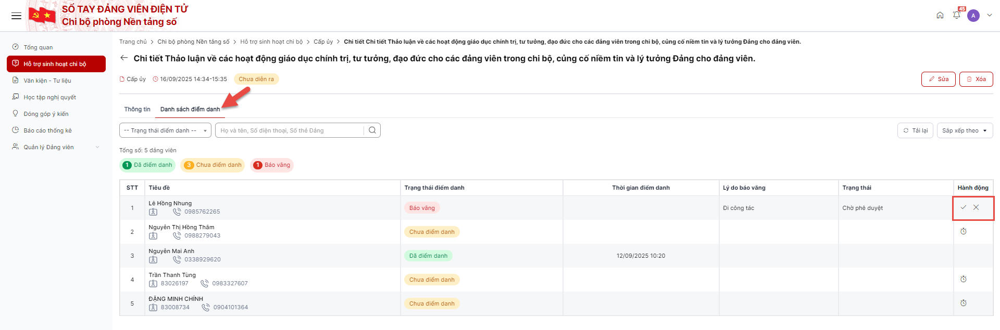 SỔ TAY ĐẢNG VIÊN ĐIỆN TỬ
Chi bộ phòng Nền tảng số
45
A
Tổng quan
Hỗ trợ sinh hoạt chi bộ
Văn kiện - Tư liệu
Học tập nghị quyết
Đóng góp ý kiến
Báo cáo thống kê
Quản lý Đảng viên
Trang chủ > Chi bộ phòng Nền tảng số > Hỗ trợ sinh hoạt chi bộ > Cấp ủy > Chi tiết Chi tiết Thảo luận về các hoạt động giáo dục chính trị, tư tưởng, đạo đức cho các đảng viên trong chi bộ, củng cố niềm tin và lý tưởng Đảng cho đảng viên.
Chi tiết Thảo luận về các hoạt động giáo dục chính trị, tư tưởng, đạo đức cho các đảng viên trong chi bộ, củng cố niềm tin và lý tưởng Đảng cho đảng viên.
Cấp ủy 16/09/2025 14:34-15:35 Chưa diễn ra
Sửa Xóa
Thông tin Danh sách điểm danh
-- Trạng thái điểm danh -- Họ và tên, Số điện thoại, Số thẻ Đảng Tải lại Sắp xếp theo
Tổng số: 5 đảng viên
1 Đã điểm danh 3 Chưa điểm danh 1 Báo vắng
STT Tiêu đề Trạng thái điểm danh Thời gian điểm danh Lý do báo vắng Trạng thái Hành động
1 Lê Hồng Nhung Báo vắng Đi công tác Chờ phê duyệt
0985762265
2 Nguyễn Thị Hồng Thắm Chưa điểm danh
0988279043
3 Nguyễn Mai Anh Đã điểm danh 12/09/2025 10:20
0338929620
4 Trần Thanh Tùng Chưa điểm danh
83026197 0983327607
5 ĐẶNG MINH CHÍNH Chưa điểm danh
83008734 0904101364